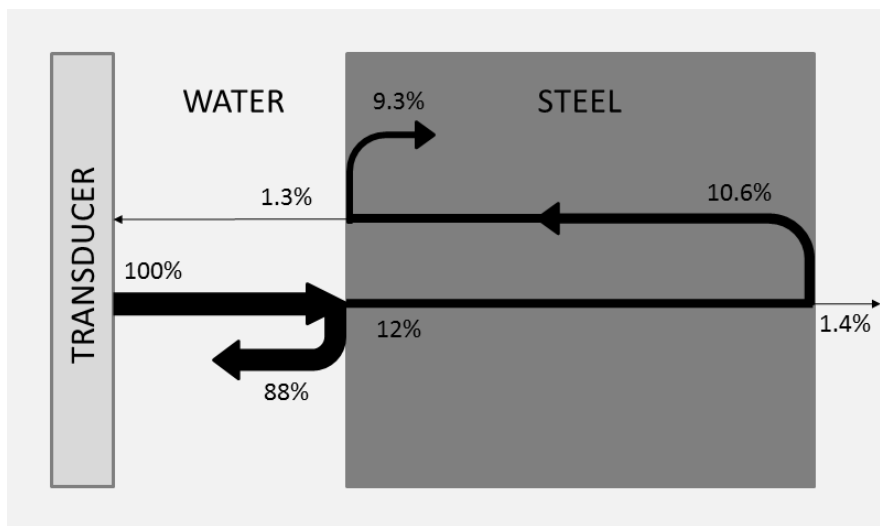 WATER
STEEL
9.3%
TRANSDUCER
1.3%
10.6%
100%
12%
1.4%
88%